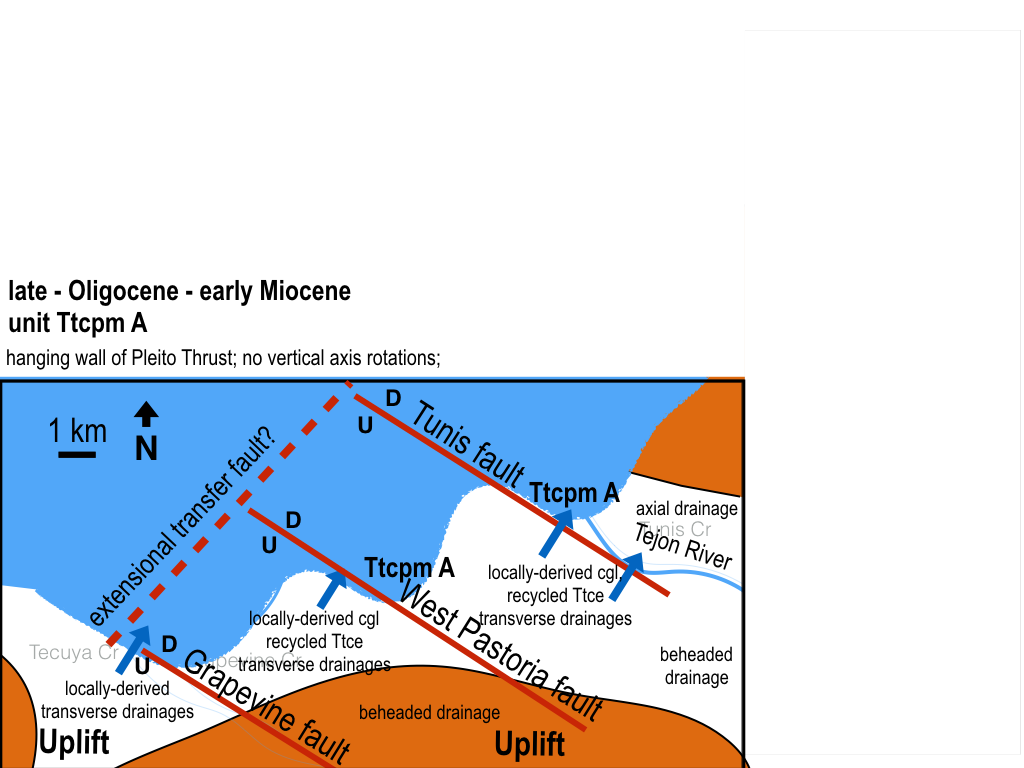 late - Oligocene - early Miocene
unit Ttcpm A
hanging wall of Pleito Thrust; no vertical axis rotations;
1 km
N
D
U
Tunis fault
extensional transfer fault?
Ttcpm A
axial drainage
Tunis Cr
Tejon River
D
U
Ttcpm A
locally-derived cgl,
recycled Ttce
transverse drainages
West Pastoria fault
locally-derived cgl
recycled Ttce
transverse drainages
Tecuya Cr
D
U
Grapevine fault
beheaded
drainage
locally-derived
transverse drainages
beheaded drainage
Uplift
Uplift